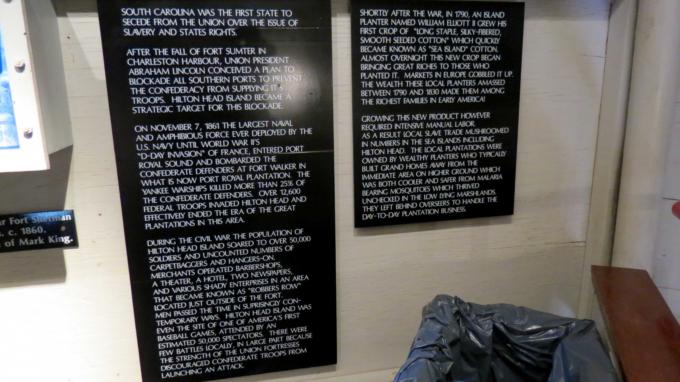 SOUTH CAROLINA WAS THE FIRST STATE TO
SECEDE FROM THE UNION OVER THE ISSUE OF
SLAVERY AND STATES RIGHTS.
AFTER THE FALL OF FORT SUMTER IN
CHARLESTON HARBOUR, UNION PRESIDENT
ABRAHAM LINCOLN CONCEIVED A PLAN TO
BLOCKADE ALL SOUTHERN PORTS TO PREVENT
THE CONFEDERACY FROM SUPPLYING IT'S
TROOPS. HILTON HEAD ISLAND BECAME A
STRATEGIC TARGET FOR THIS BLOCKADE.
ON NOVEMBER 7, 1861 THE LARGEST NAVAL
AND AMPHIBIOUS FORCE EVER DEPLOYED BY THE
U.S. NAVY UNTIL WORLD WAR II'S
"D-DAY INVASION" OF FRANCE, ENTERED PORT
ROYAL SOUND AND BOMBARDED THE
CONFEDERATE DEFENDERS AT FORT WALKER IN
WHAT IS NOW PORT ROYAL PLANTATION. THE
YANKEE WARSHIPS KILLED MORE THAN 25% OF
THE CONFEDERATE DEFENDERS. OVER 12,600
FEDERAL TROOPS INVADED HILTON HEAD AND
EFFECTIVELY ENDED THE ERA OF THE GREAT
PLANTATIONS IN THIS AREA.
DURING THE CIVIL WAR THE POPULATION OF
HILTON HEAD ISLAND SOARED TO OVER 50,000
SOLDIERS AND UNCOUNTED NUMBERS OF
CARPETBAGGERS AND HANGERS-ON.
MERCHANTS OPERATED BARBERSHOPS,
A THEATER, A HOTEL, TWO NEWSPAPERS,
AND VARIOUS SHADY ENTERPRISES IN AN AREA
THAT BECAME KNOWN AS "ROBBERS ROW"
LOCATED JUST OUTSIDE OF THE FORT.
MEN PASSED THE TIME IN SUPRISINGLY CON-
TEMPORARY WAYS. HILTON HEAD ISLAND WAS
EVEN THE SITE OF ONE OF AMERICA'S FIRST
BASEBALL GAMES, ATTENDED BY AN
ESTIMATED 50,000 SPECTATORS. THERE WERE
FEW BATTLES LOCALLY, IN LARGE PART BECAUSE
THE STRENGTH OF THE UNION FORTRESSES
DISCOURAGED CONFEDERATE TROOPS FROM
LAUNCHING AN ATTACK.
SHORTLY AFTER THE WAR, IN 1790, AN ISLAND
PLANTER NAMED WILLIAM ELLIOTT II GREW HIS
FIRST CROP OF "LONG STAPLE, SILKY-FIBERED,
SMOOTH SEEDED COTTON" WHICH QUICKLY
BECAME KNOWN AS "SEA ISLAND" COTTON.
ALMOST OVERNIGHT THIS NEW CROP BEGAN
BRINGING GREAT RICHES TO THOSE WHO
PLANTED IT. MARKETS IN EUROPE GOBBLED IT UP.
THE WEALTH THESE LOCAL PLANTERS AMASSED
BETWEEN 1790 AND 1830 MADE THEM AMONG
THE RICHEST FAMILIES IN EARLY AMERICA!
GROWING THIS NEW PRODUCT HOWEVER
REQUIRED INTENSIVE MANUAL LABOR.
AS A RESULT LOCAL SLAVE TRADE MUSHROOMED
IN NUMBERS IN THE SEA ISLANDS INCLUDING
HILTON HEAD. THE LOCAL PLANTATIONS WERE
OWNED BY WEALTHY PLANTERS WHO TYPICALLY
BUILT GRAND HOMES AWAY FROM THE
IMMEDIATE AREA ON HIGHER GROUND WHICH
WAS BOTH COOLER AND SAFER FROM MALARIA
BEARING MOSQUITOES WHICH THRIVED
UNCHECKED IN THE LOW LYING MARSHLANDS.
THEY LEFT BEHIND OVERSEERS TO HANDLE THE
DAY-TO-DAY PLANTATION BUSINESS.
ur Fort Sherman
s. c. 1860.
n of Mark King.